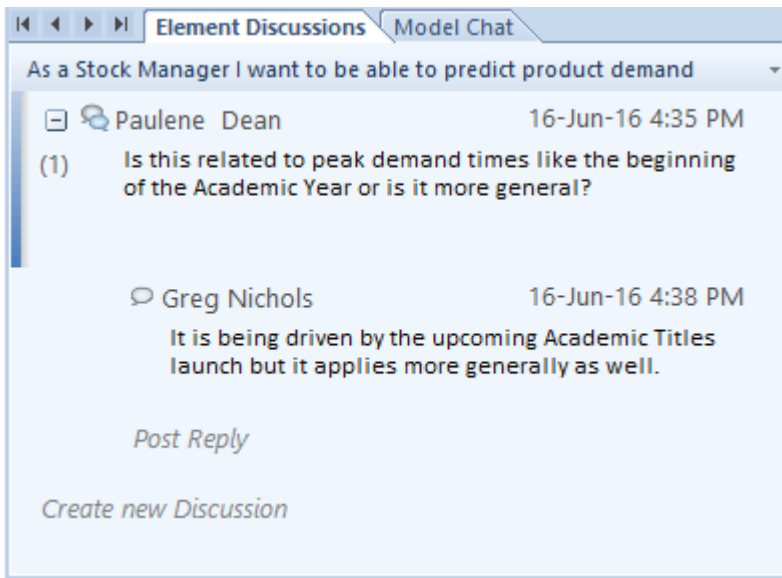 Element Discussions Model Chat
As a Stock Manager I want to be able to predict product demand
Paulene Dean 16-Jun-16 4:35 PM
(1) Is this related to peak demand times like the beginning
of the Academic Year or is it more general?
Greg Nichols 16-Jun-16 4:38 PM
It is being driven by the upcoming Academic Titles
launch but it applies more generally as well.
Post Reply
Create new Discussion